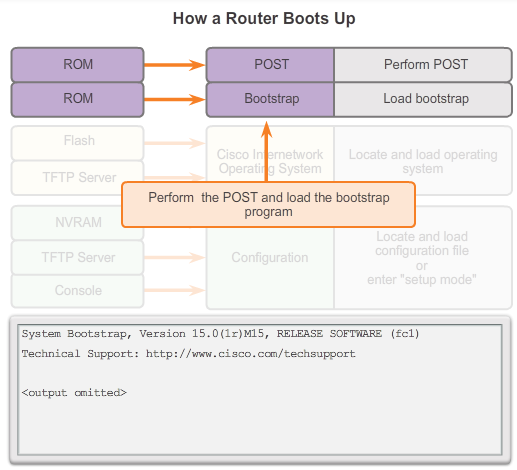 How a Router Boots Up
ROM
POST
Perform POST
ROM
Bootstrap
Load bootstrap
Flash
TFTP Server
Cisco Internetwork
Operating System
Locate and load operating
system
Perform the POST and load the bootstrap
program
NVRAM
TFTP Server
Console
Configuration
Locate and load
configuration file
or
enter "setup mode"
System Bootstrap, Version 15.0(1r)M15, RELEASE SOFTWARE (fc1)
Technical Support: http://www.cisco.com/techsupport
<output omitted>